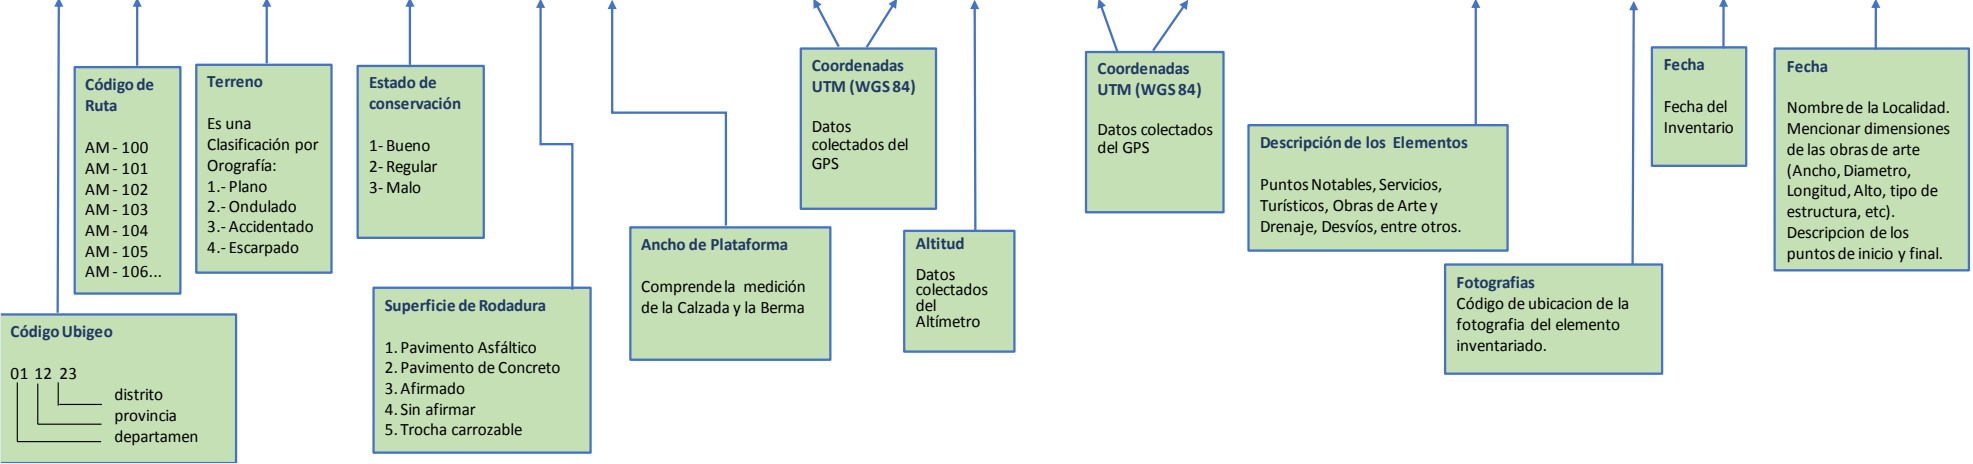 Código de
Ruta
AM - 100
AM - 101
AM - 102
AM - 103
AM - 104
AM - 105
AM - 106...
Terreno
Es una
Clasificación por
Orografía:
1.- Plano
2.- Ondulado
3.- Accidentado
4.- Escarpado
Estado de
conservación
1- Bueno
2- Regular
3- Malo
Coordenadas
UTM (WGS 84)
Datos
colectados del
GPS
Coordenadas
UTM (WGS 84)
Datos colectados
del GPS
Descripción de los Elementos
Puntos Notables, Servicios,
Turísticos, Obras de Arte y
Drenaje, Desvíos, entre otros.
Fecha
Fecha del
Inventario
Fecha
Nombre de la Localidad.
Mencionar dimensiones
de las obras de arte
(Ancho, Diametro,
Longitud, Alto, tipo de
estructura, etc).
Descripcion de los
puntos de inicio y final.
Ancho de Plataforma
Comprende la medición
de la Calzada y la Berma
Altitud
Datos
colectados
del
Altímetro
Fotografias
Código de ubicacion de la
fotografia del elemento
inventariado.
Superficie de Rodadura
1. Pavimento Asfáltico
2. Pavimento de Concreto
3. Afirmado
4. Sin afirmar
5. Trocha carrozable
Código Ubigeo
01 12 23
distrito
provincia
departamen